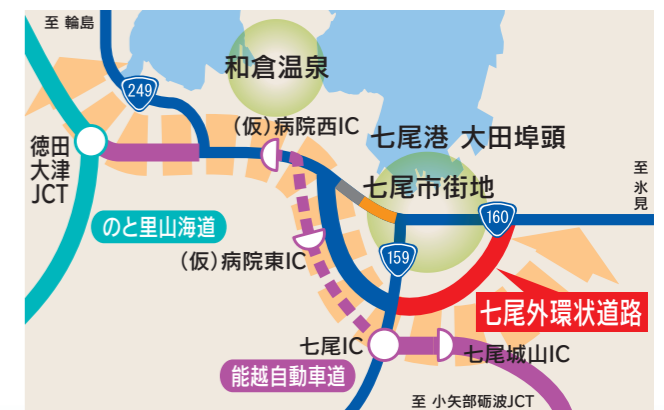 至 輪島
和倉温泉
249
(仮)病院西IC
七尾港 大田埠頭
徳田
大津
JCT
至
氷
見
七尾市街地
160
のと里山海道
159
(仮)病院東IC
七尾外環状道路
七尾IC
七尾城山IC
能越自動車道
至 小矢部砺波JCT